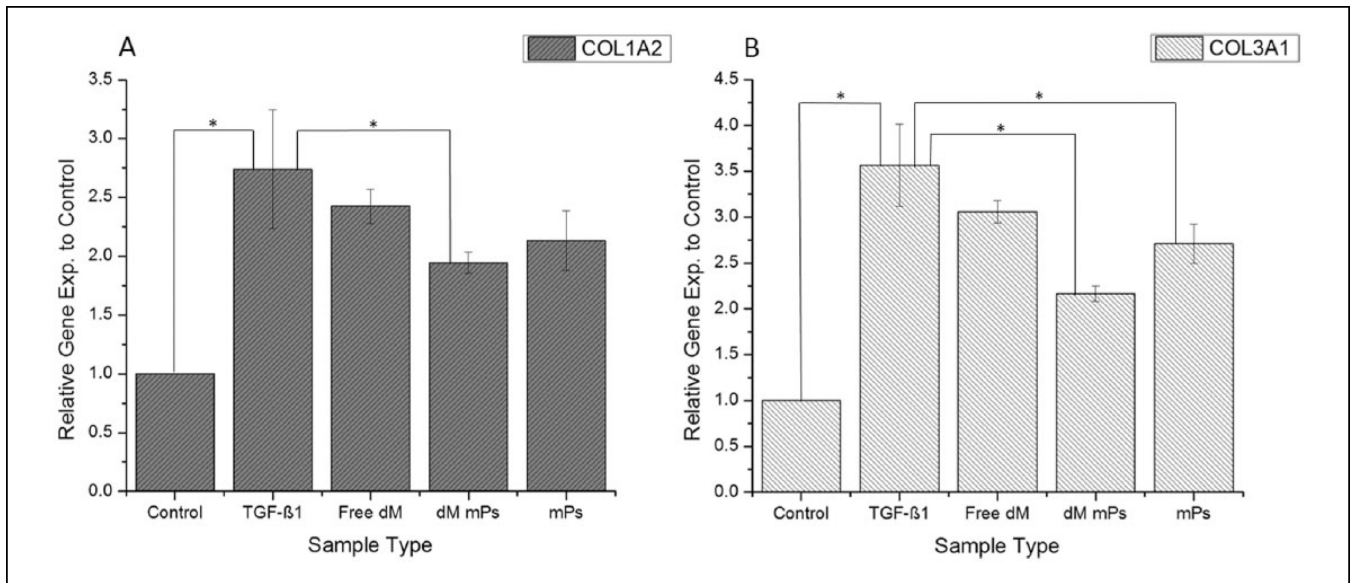 A
COL1A2
3.5
3.0
2.5
2.0
1.5
1.0
0.5
0.0
Relative Gene Exp. to Control
*
*
Control TGF-ß1 Free dM dM mPs mPs
Sample Type
B
COL3A1
4.5
4.0
3.5
3.0
2.5
2.0
1.5
1.0
0.5
0.0
Relative Gene Exp. to Control
*
*
*
Control TGF-ß1 Free dM dM mPs mPs
Sample Type